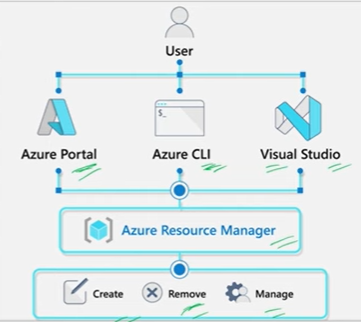 User
Azure Portal Azure CLI Visual Studio
$_
Azure Resource Manager
Create Remove Manage